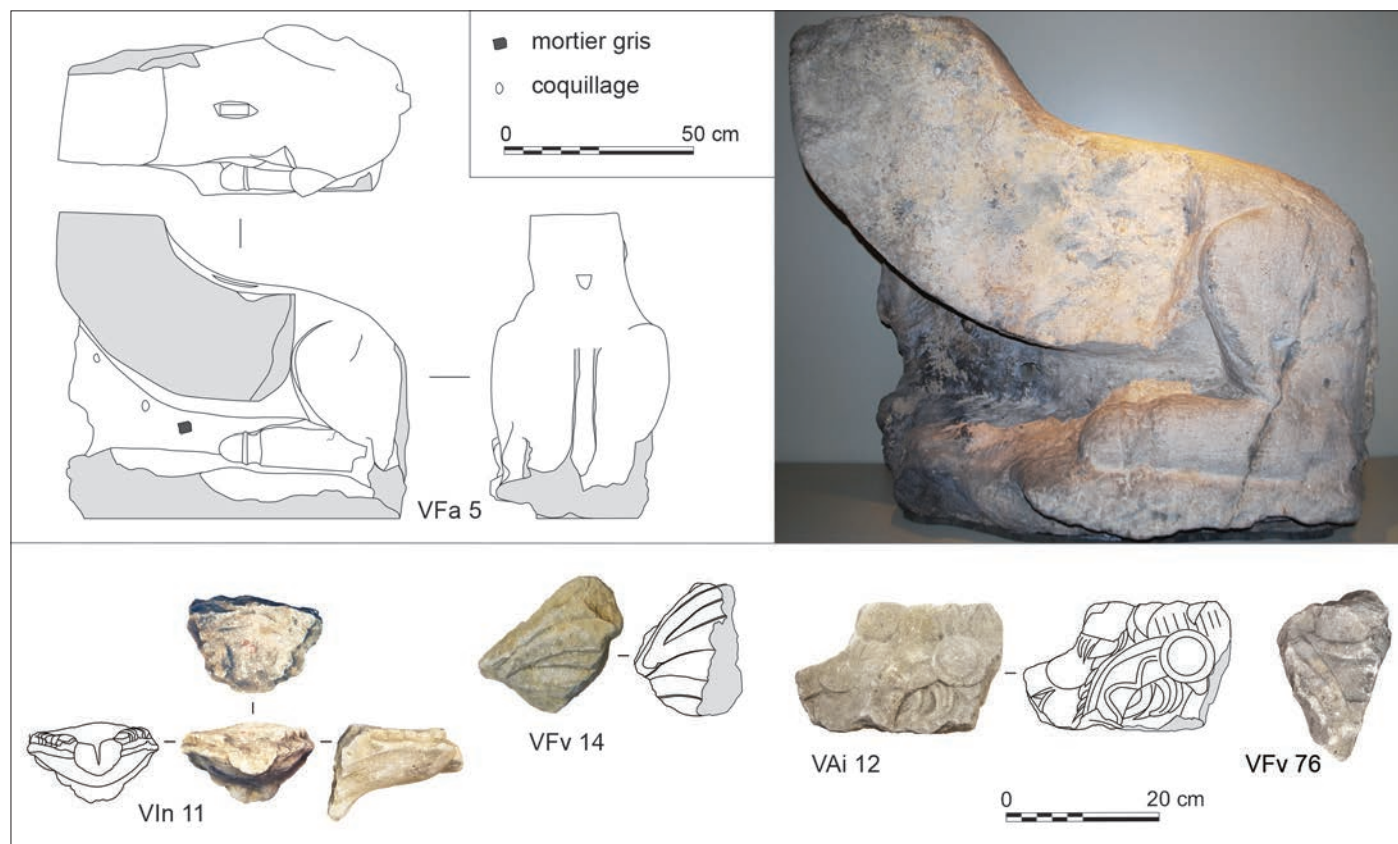 mortier gris
coquillage
0 50 cm
VFa 5
VIn 11
VFv 14
VAi 12
VFv 76
0 20 cm